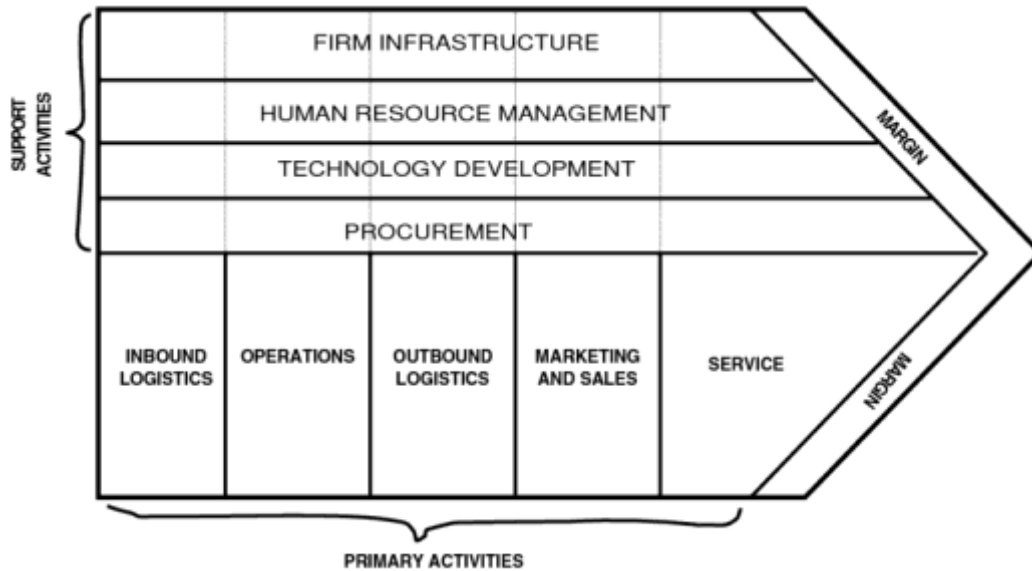 FIRM INFRASTRUCTURE
HUMAN RESOURCE MANAGEMENT
TECHNOLOGY DEVELOPMENT
PROCUREMENT
SUPPORT
ACTIVITIES
MARGIN
INBOUND
LOGISTICS
OPERATIONS
OUTBOUND
LOGISTICS
MARKETING
AND SALES
SERVICE
MARGIN
PRIMARY ACTIVITIES